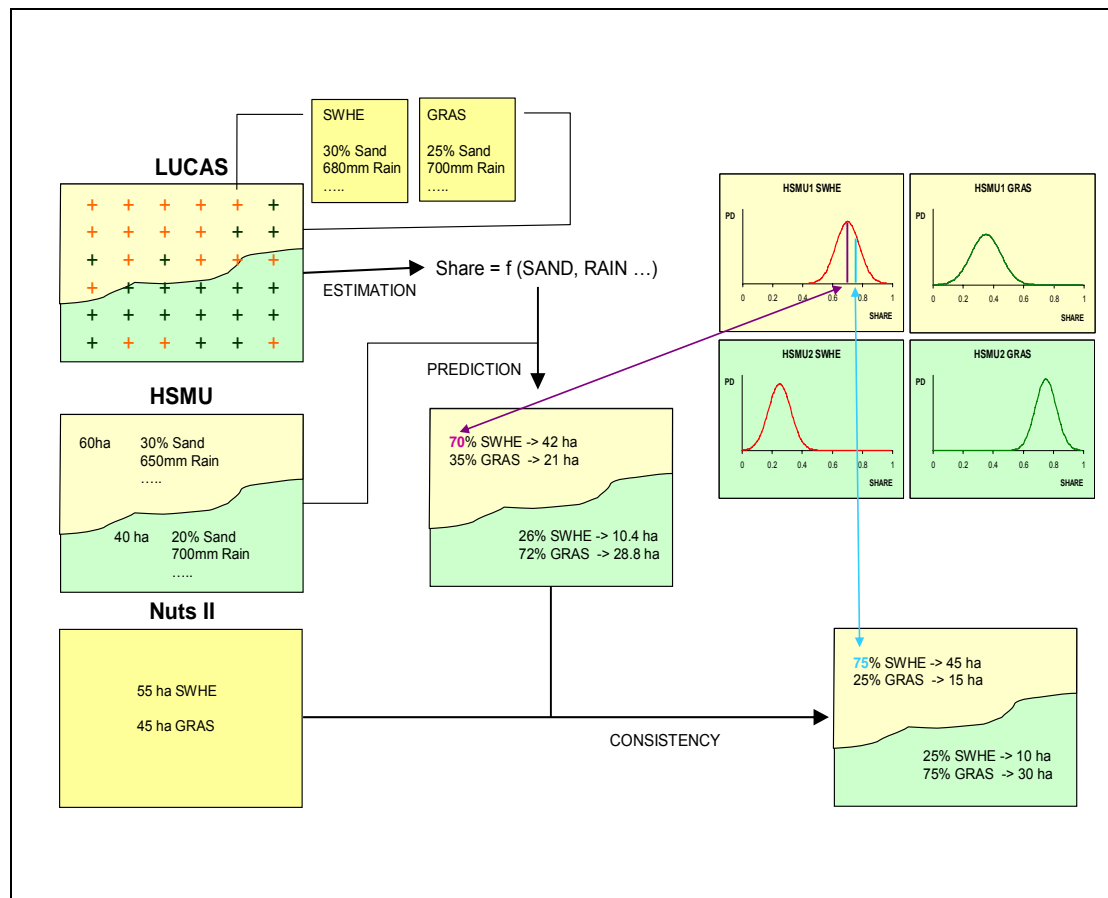 SWHE
30% Sand
680mm Rain
…..
GRAS
25% Sand
700mm Rain
…..
LUCAS
ESTIMATION
Share = f (SAND, RAIN …)
PREDICTION
HSMU
60ha
30% Sand
650mm Rain
…..
40 ha
20% Sand
700mm Rain
…..
70% SWHE -> 42 ha
35% GRAS -> 21 ha
26% SWHE -> 10.4 ha
72% GRAS -> 28.8 ha
HSMU1 SWHE
PD
0 0.2 0.4 0.6 0.8 1
SHARE
HSMU1 GRAS
0 0.2 0.4 0.6 0.8 1
SHARE
HSMU2 SWHE
PD
0 0.2 0.4 0.6 0.8 1
SHARE
HSMU2 GRAS
PD
0 0.2 0.4 0.6 0.8 1
SHARE
Nuts II
55 ha SWHE
45 ha GRAS
CONSISTENCY
75% SWHE -> 45 ha
25% GRAS -> 15 ha
25% SWHE -> 10 ha
75% GRAS -> 30 ha